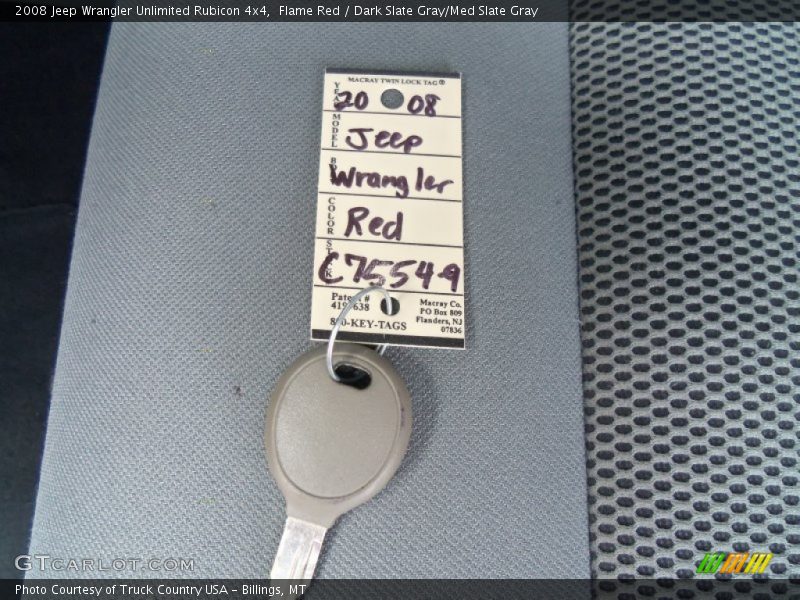 2008 Jeep Wrangler Unlimited Rubicon 4x4,  Flame Red / Dark Slate Gray/Med Slate Gray
MACRAY TWIN LOCK TAG®
YEAR 20 08
MODEL Jeep
Wrangler
COLOR Red
C75549
Macray Co.
PO Box 809
Flanders, NJ
07836
-KEY-TAGS
GTCARLOT.COM
Photo Courtesy of Truck Country USA – Billings, MT